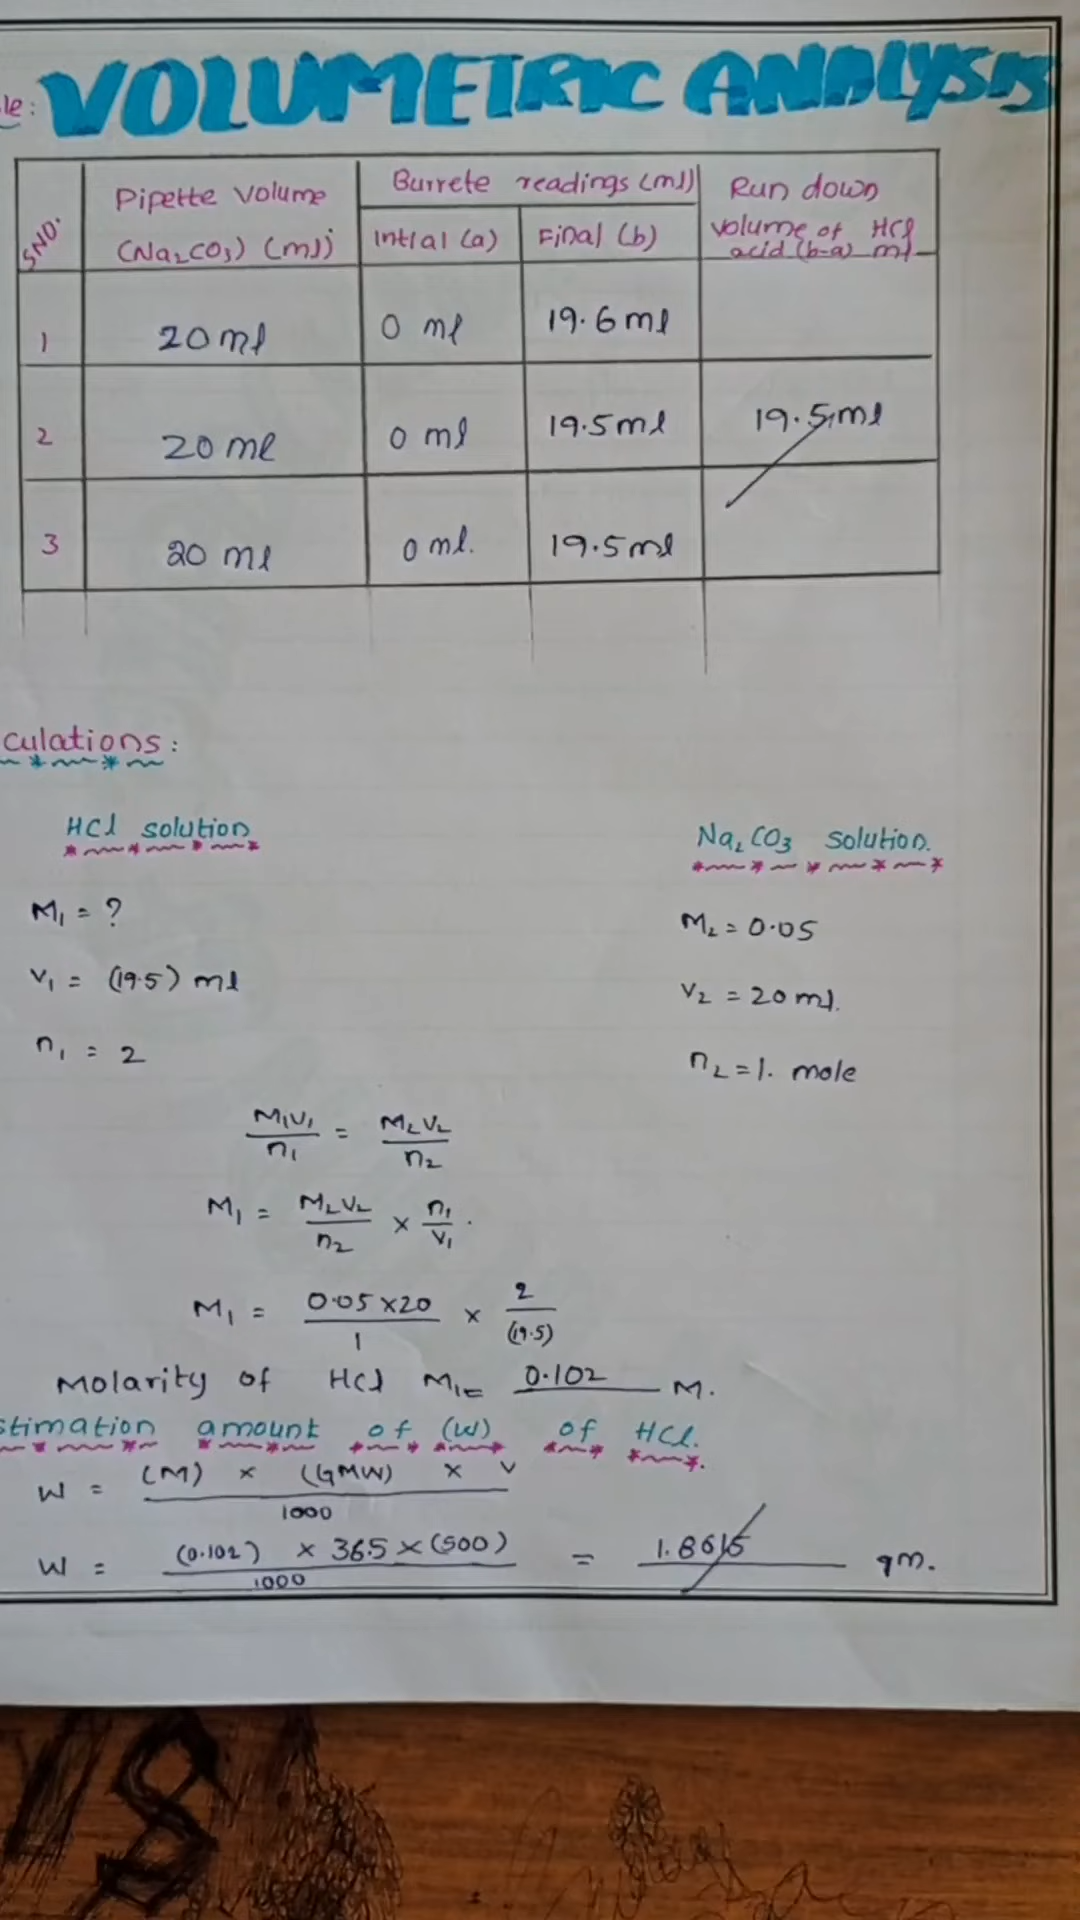 le: VOLUMETRIC ANALYSIS
SNO.
Pipette Volume
(Na₂CO₃) (ml)
Burrete readings (ml)
Intial (a)
Final (b)
Run down
volume of HCl
acid (b-a) ml
1
20 ml
0 ml
19.6 ml
2
20 ml
0 ml
19.5 ml
19.5 ml
3
20 ml
0 ml.
19.5 ml
culations:
HCl solution
Na₂CO₃ solution.
M₁ = ?
M₂ = 0.05
V₁ = (19.5) ml
V₂ = 20 ml.
n₁ = 2
n₂ = 1. mole
M₁V₁/n₁ = M₂V₂/n₂
M₁ = M₂V₂/n₂ × n₁/V₁.
M₁ = 0.05 × 20/1 × 2/(19.5)
Molarity of HCl M₁= 0.102 M.
stimation amount of (W) of HCl.
W = (M) × (GMW) × V/1000
W = (0.102) × 36.5 × (500)/1000 = 1.8615 gm.